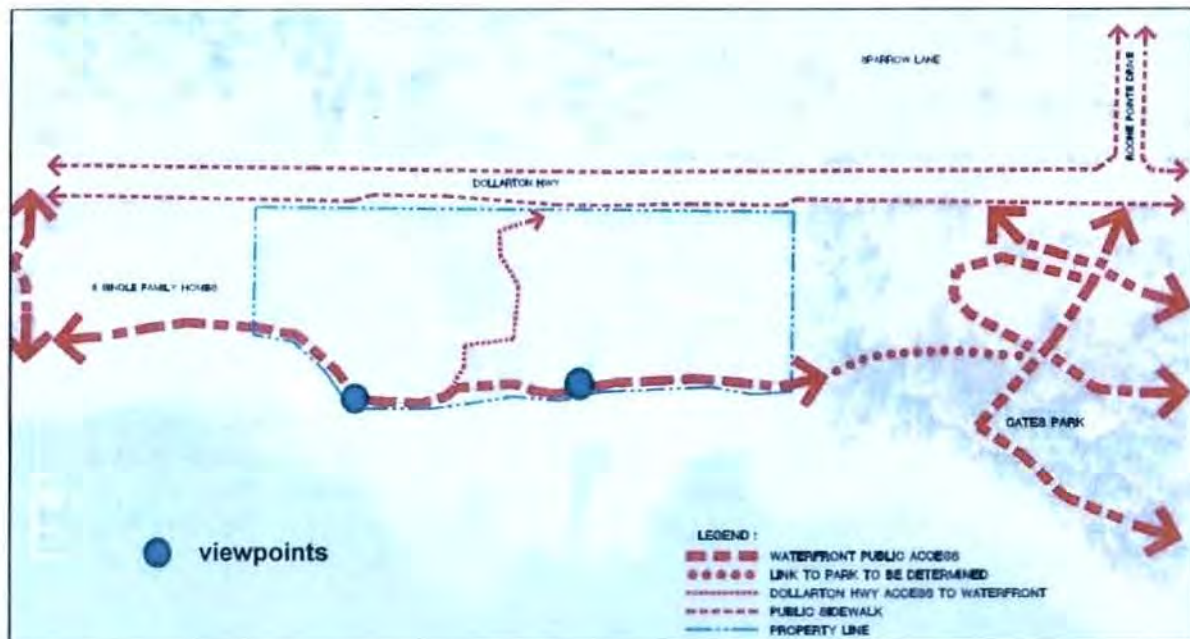 SPARROW LANE
ROCHE POINTE DRIVE
DOLLARTON HWY
6 SINGLE FAMILY HOMES
CATES PARK
viewpoints
LEGEND :
WATERFRONT PUBLIC ACCESS
LINK TO PARK TO BE DETERMINED
DOLLARTON HWY ACCESS TO WATERFRONT
PUBLIC SIDEWALK
PROPERTY LINE